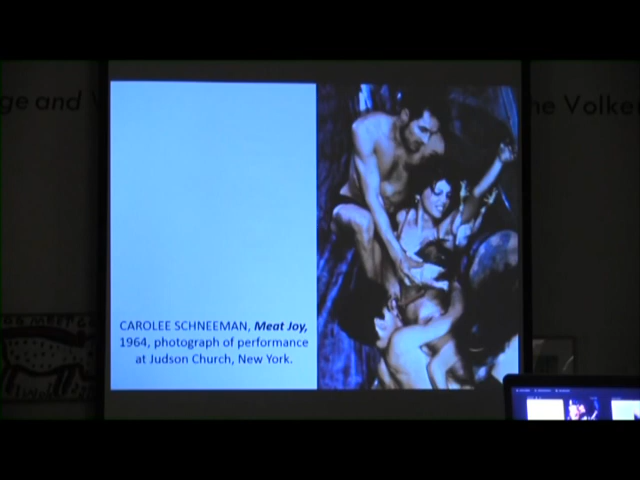 ge and
he Volke
CAROLEE SCHNEEMAN, Meat Joy,
1964, photograph of performance
at Judson Church, New York.